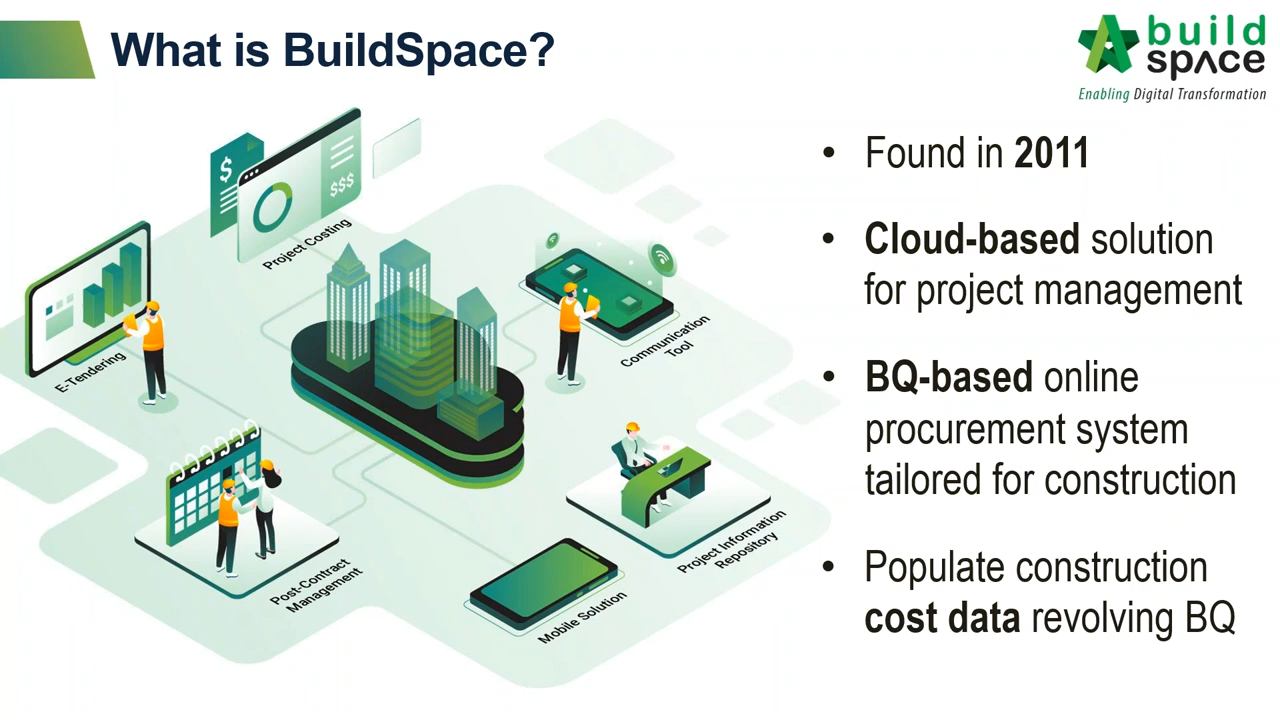 What is BuildSpace?
build
space
Enabling Digital Transformation
$
$$$
Project Costing
E-Tendering
Communication
Tool
Post-Contract
Management
Mobile Solution
Project Information
Repository
• Found in 2011
• Cloud-based solution
for project management
• BQ-based online
procurement system
tailored for construction
• Populate construction
cost data revolving BQ